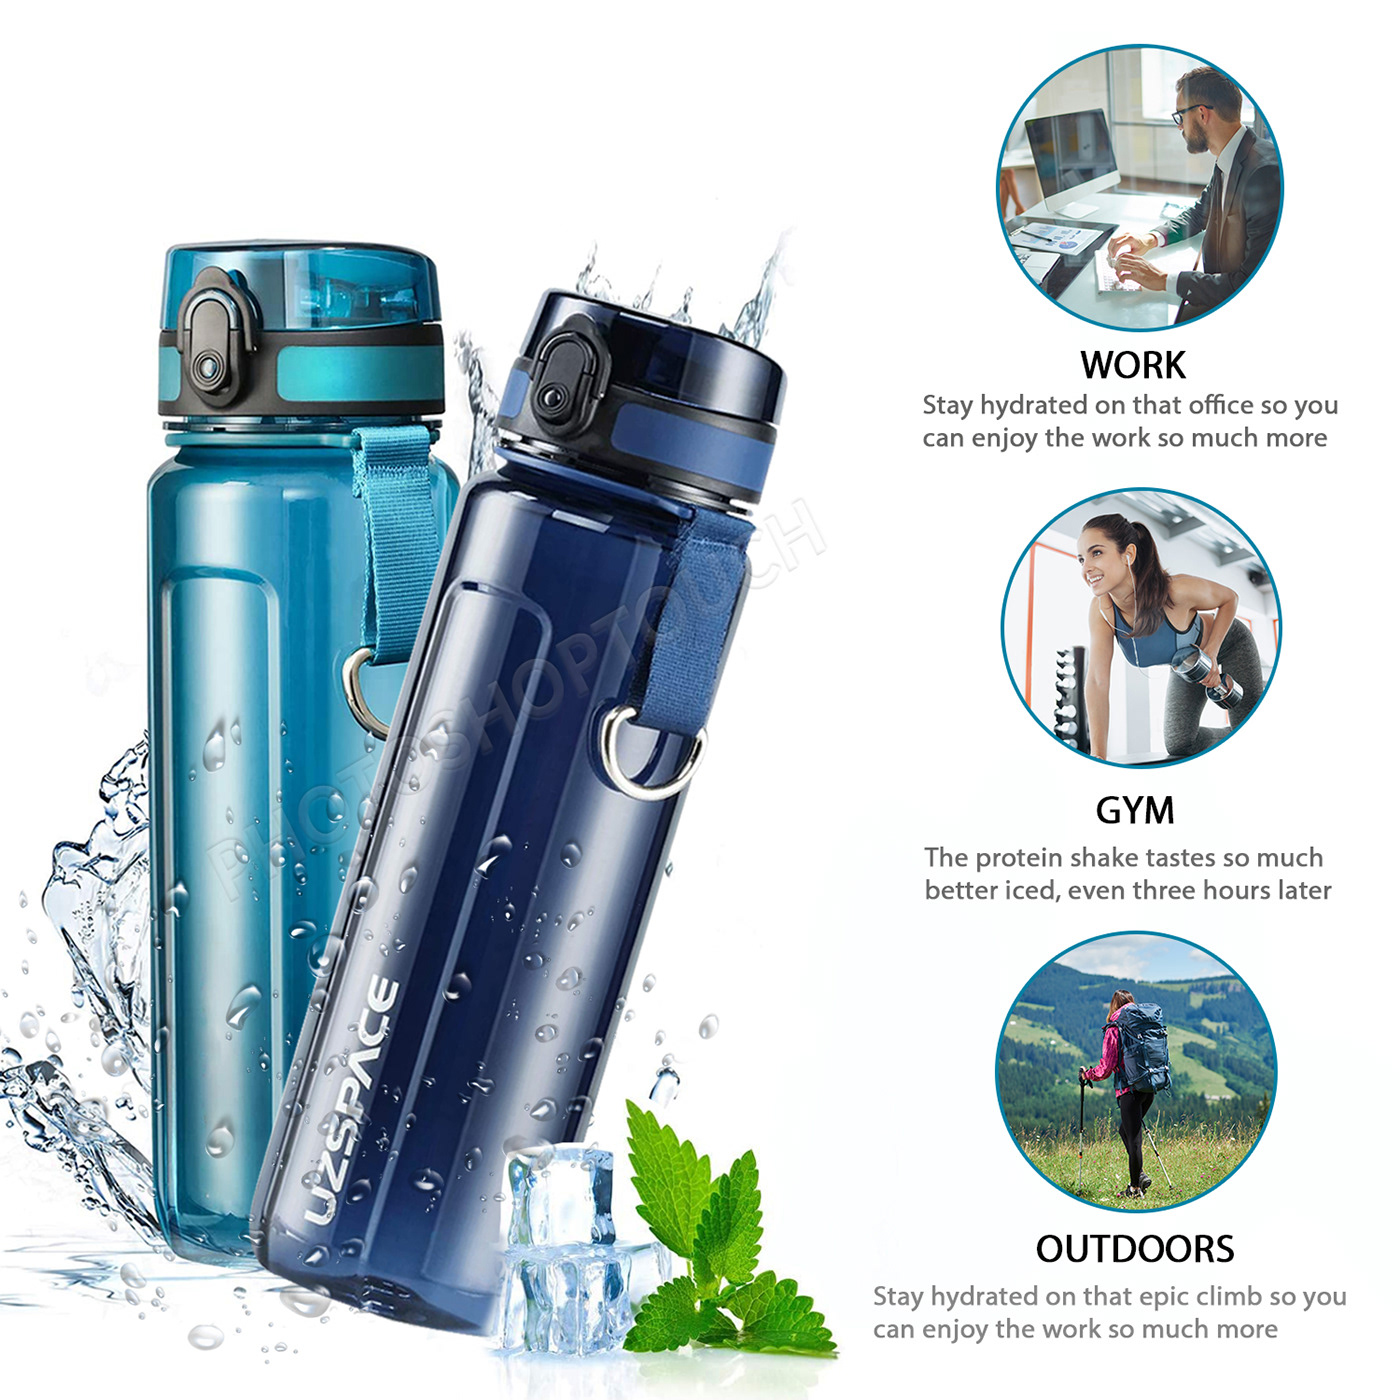 WORK
Stay hydrated on that office so you
can enjoy the work so much more
GYM
The protein shake tastes so much
better iced, even three hours later
OUTDOORS
Stay hydrated on that epic climb so you
can enjoy the work so much more
UZSPACE
PHOTOSHOPTOUCH